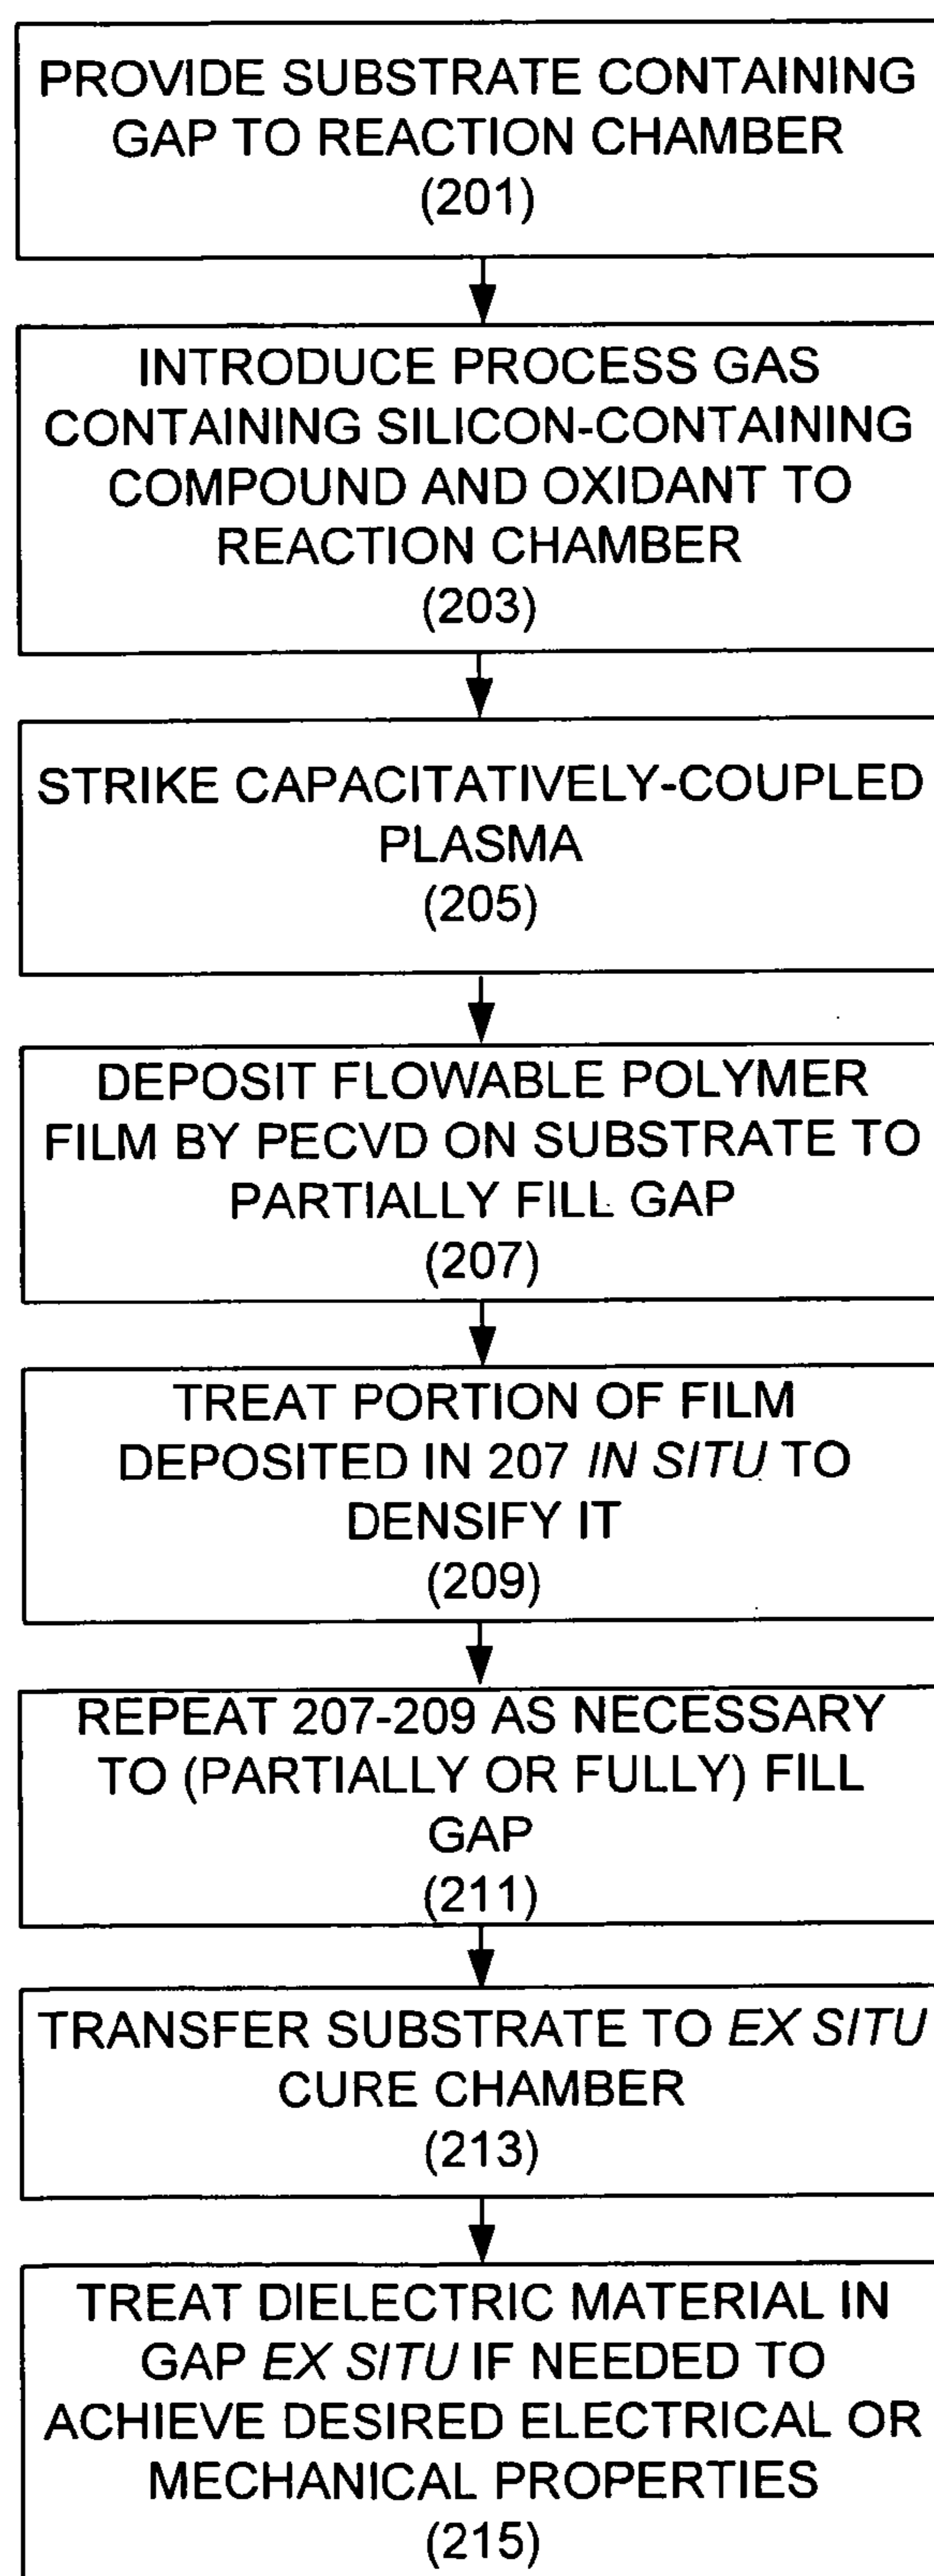 PROVIDE SUBSTRATE CONTAINING
GAP TO REACTION CHAMBER
(201)
INTRODUCE PROCESS GAS
CONTAINING SILICON-CONTAINING
COMPOUND AND OXIDANT TO
REACTION CHAMBER
(203)
STRIKE CAPACITATIVELY-COUPLED
PLASMA
(205)
DEPOSIT FLOWABLE POLYMER
FILM BY PECVD ON SUBSTRATE TO
PARTIALLY FILL GAP
(207)
TREAT PORTION OF FILM
DEPOSITED IN 207 IN SITU TO
DENSIFY IT
(209)
REPEAT 207-209 AS NECESSARY
TO (PARTIALLY OR FULLY) FILL
GAP
(211)
TRANSFER SUBSTRATE TO EX SITU
CURE CHAMBER
(213)
TREAT DIELECTRIC MATERIAL IN
GAP EX SITU IF NEEDED TO
ACHIEVE DESIRED ELECTRICAL OR
MECHANICAL PROPERTIES
(215)